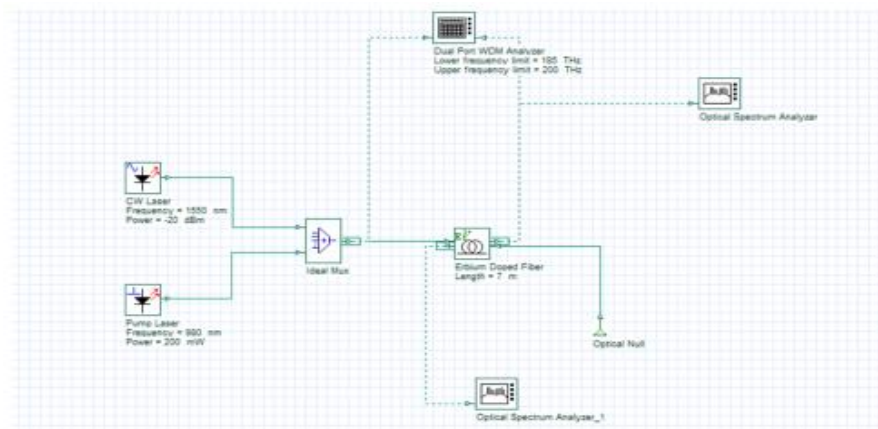 Dual Port WDM Analyzer
Lower frequency limit = 185 THz
Upper frequency limit = 200 THz
Optical Spectrum Analyzer
CW Laser
Frequency = 1550 nm
Power = -20 dBm
Ideal Mux
Erbium Doped Fiber
Length = 7 m
Pump Laser
Frequency = 980 nm
Power = 200 mW
Optical Null
Optical Spectrum Analyzer_1